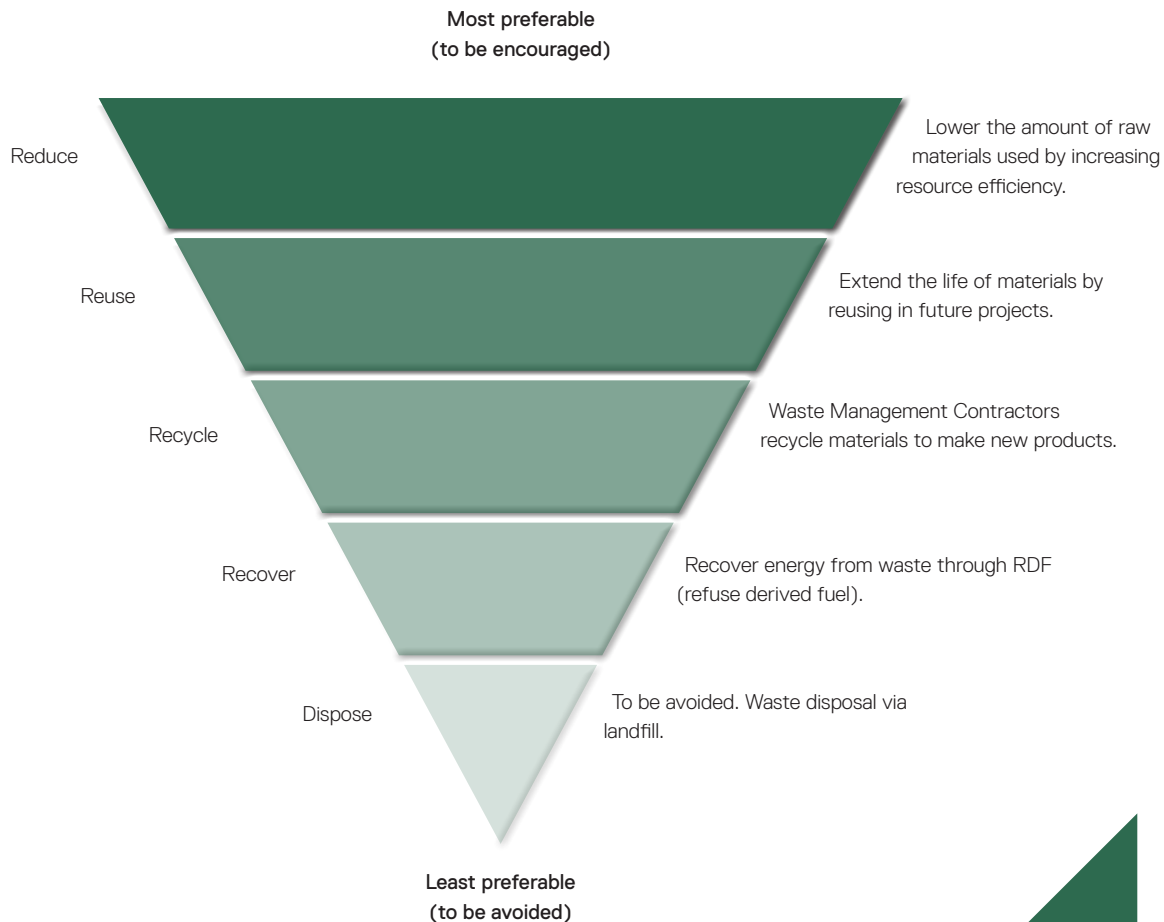 Most preferable
(to be encouraged)
Reduce
Lower the amount of raw
materials used by increasing
resource efficiency.
Reuse
Extend the life of materials by
reusing in future projects.
Recycle
Waste Management Contractors
recycle materials to make new products.
Recover
Recover energy from waste through RDF
(refuse derived fuel).
Dispose
To be avoided. Waste disposal via
landfill.
Least preferable
(to be avoided)